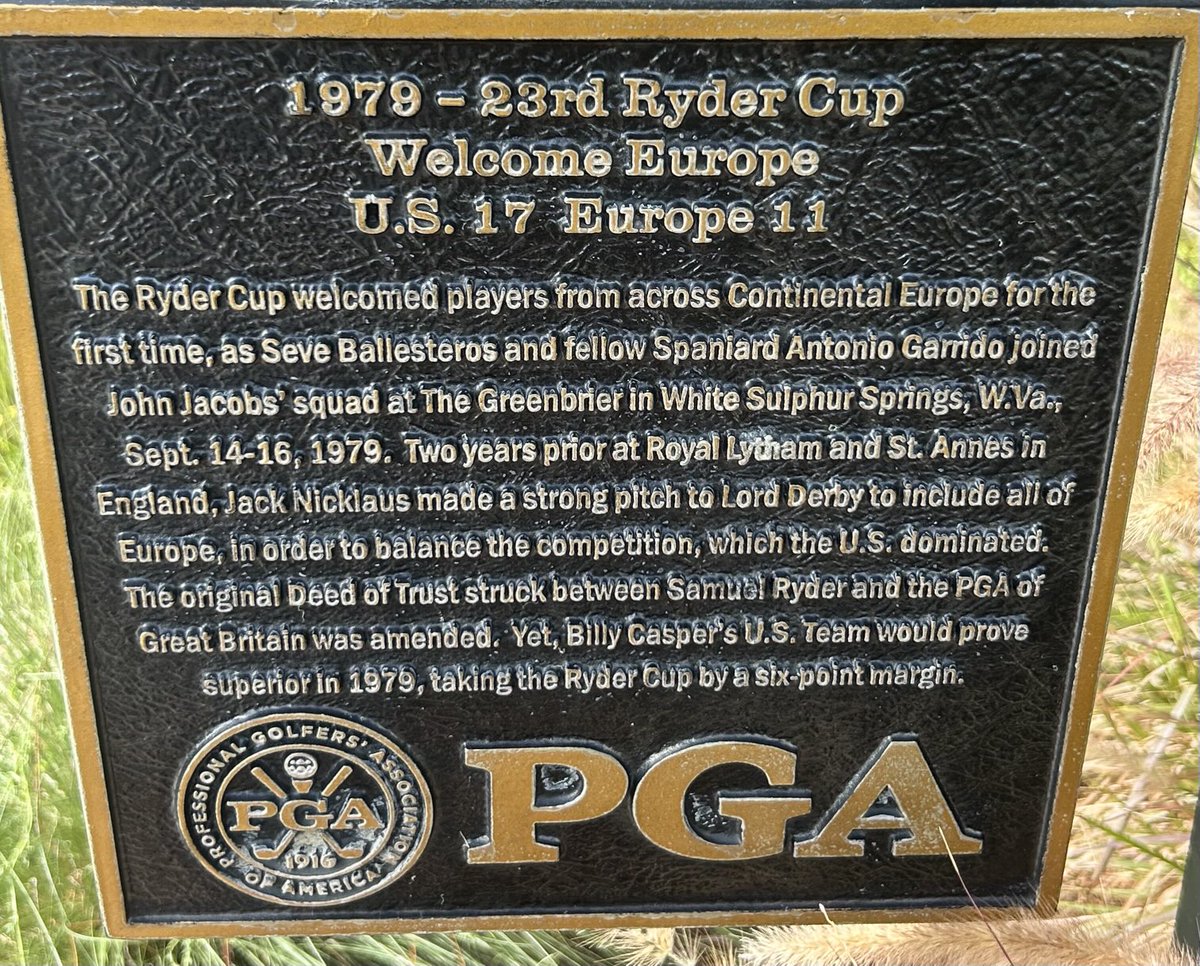 1979 – 23rd Ryder Cup
Welcome Europe
U.S. 17 Europe 11
The Ryder Cup welcomed players from across Continental Europe for the
first time, as Seve Ballesteros and fellow Spaniard Antonio Garrido joined
John Jacobs' squad at The Greenbrier in White Sulphur Springs, W.Va.,
Sept. 14-16, 1979. Two years prior at Royal Lytham and St. Annes in
England, Jack Nicklaus made a strong pitch to Lord Derby to include all of
Europe, in order to balance the competition, which the U.S. dominated.
The original Deed of Trust struck between Samuel Ryder and the PGA of
Great Britain was amended. Yet, Billy Casper's U.S. Team would prove
superior in 1979, taking the Ryder Cup by a six-point margin.
PROFESSIONAL GOLFERS' ASSOCIATION
OF AMERICA
PGA
1916
PGA